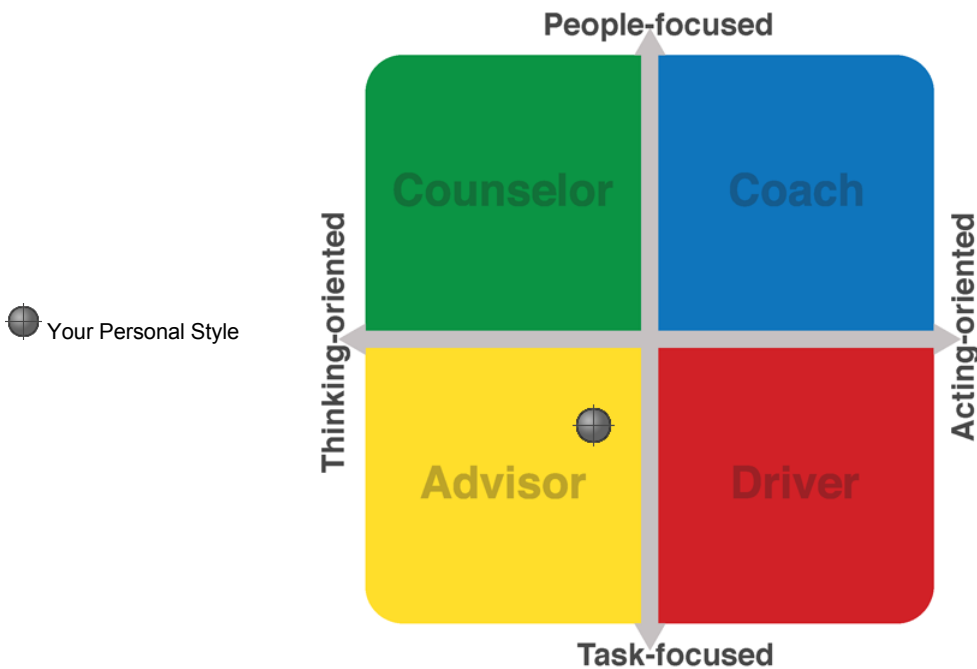 People-focused
Counselor
Coach
Thinking-oriented
Acting-oriented
Your Personal Style
Advisor
Driver
Task-focused